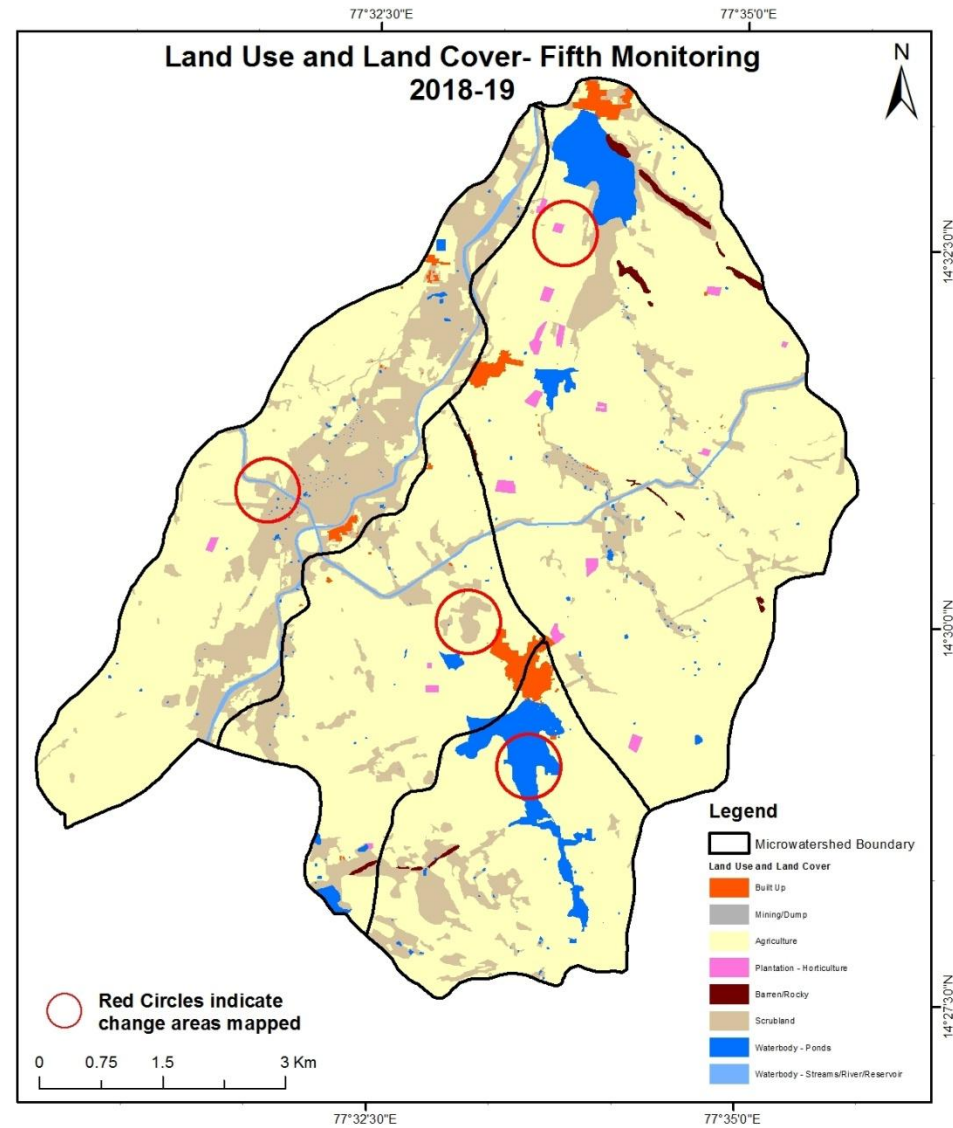 77°32'30"E
77°35'0"E
Land Use and Land Cover- Fifth Monitoring
2018-19
N
14°32'30"N
14°30'0"N
14°27'30"N
Legend
Microwatershed Boundary
Land Use and Land Cover
Built Up
Mining/Dump
Agriculture
Plantation - Horticulture
Barren/Rocky
Scrubland
Waterbody - Ponds
Waterbody - Streams/River/Reservoir
Red Circles indicate
change areas mapped
0 0.75 1.5 3 Km
77°32'30"E
77°35'0"E